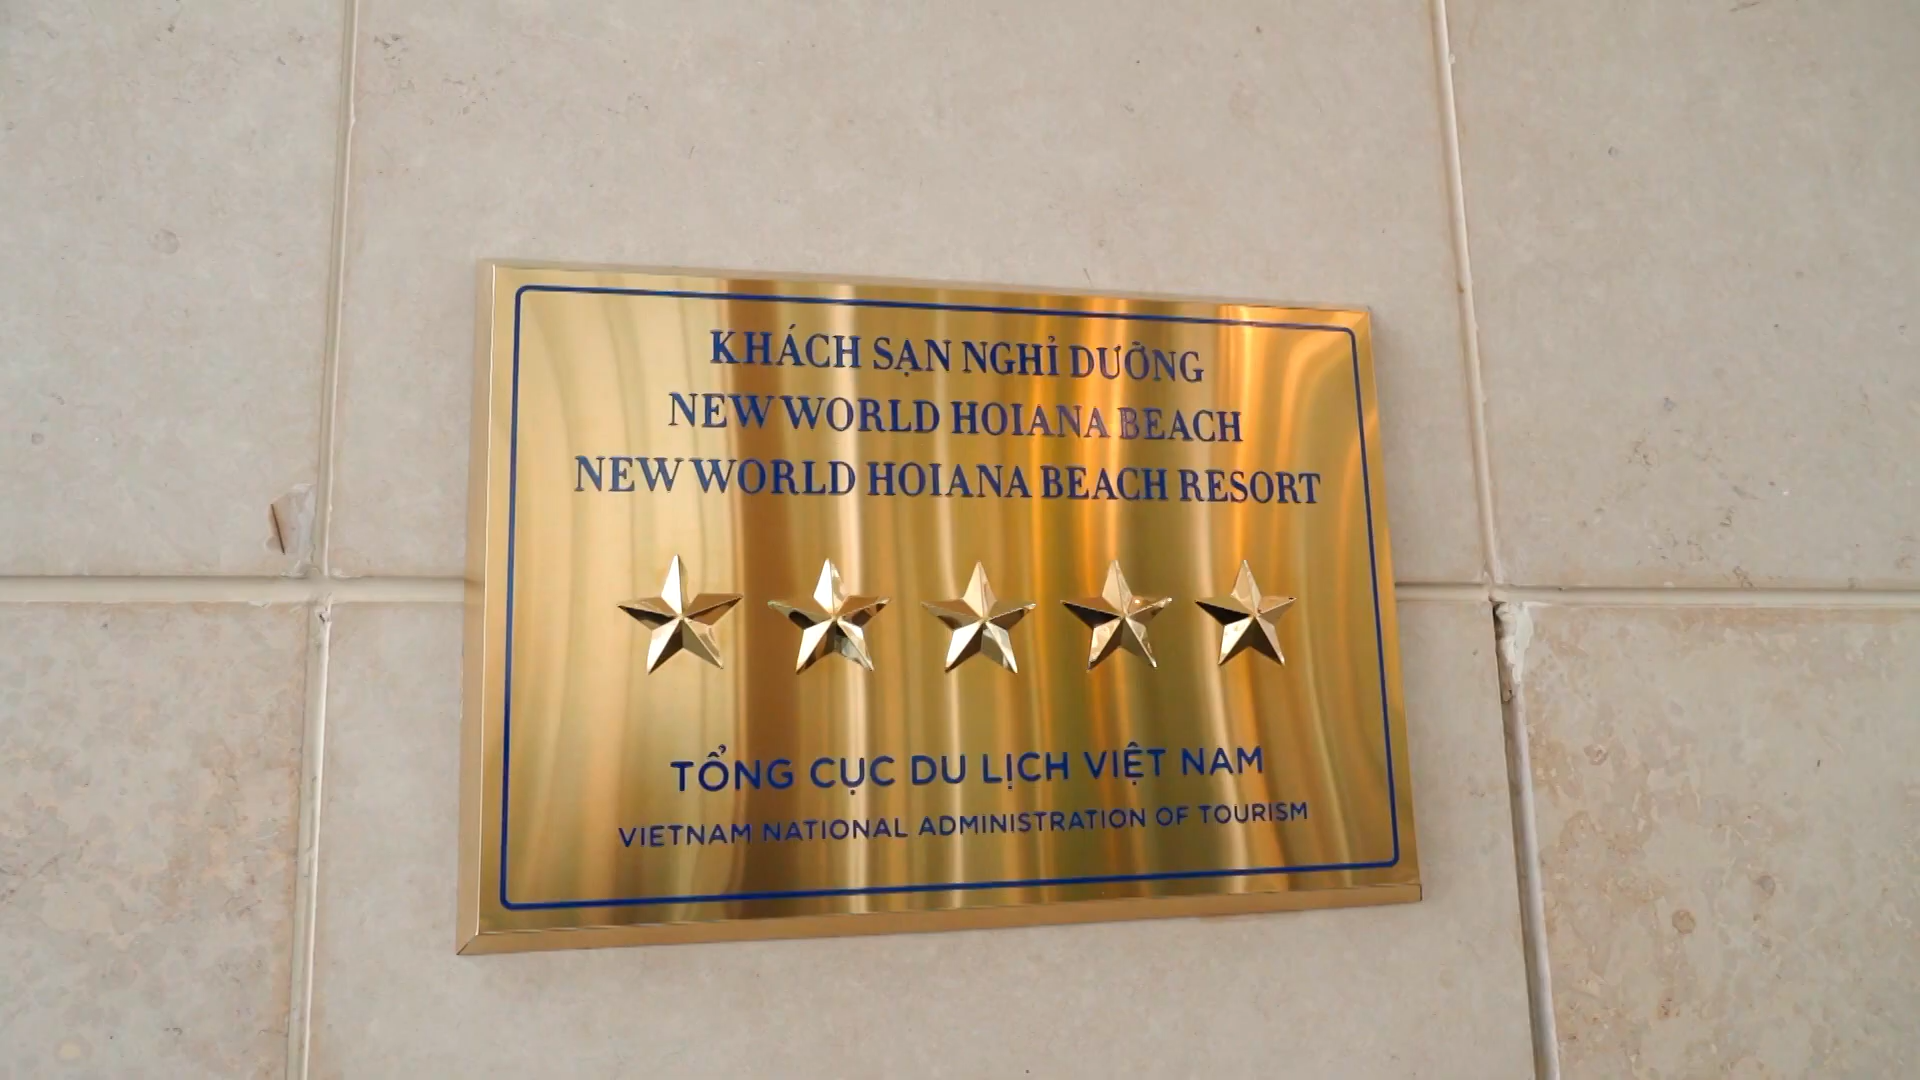 KHÁCH SẠN NGHỈ DƯỠNG
NEW WORLD HOIANA BEACH
NEW WORLD HOIANA BEACH RESORT
TỔNG CỤC DU LỊCH VIỆT NAM
VIETNAM NATIONAL ADMINISTRATION OF TOURISM